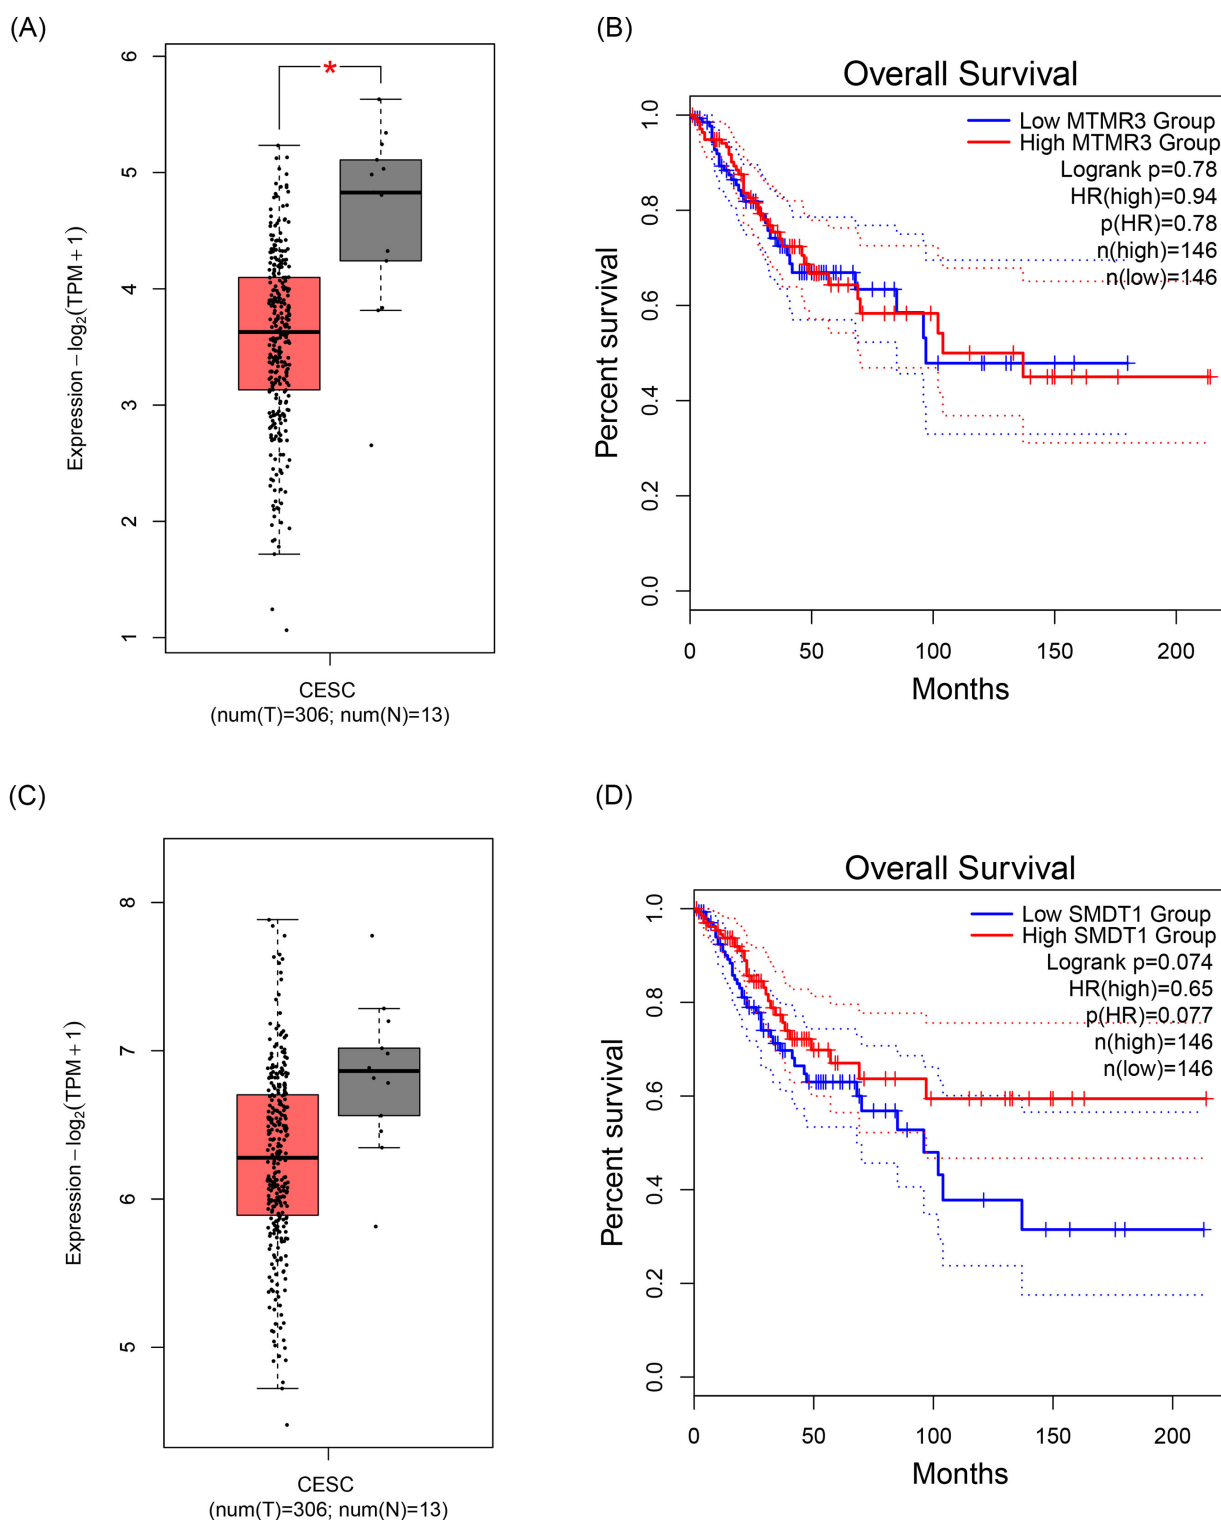 (A)
6
5
4
3
2
1
Expression – log₂(TPM + 1)
*
CESC
(num(T)=306; num(N)=13)
(B)
Overall Survival
Low MTMR3 Group
High MTMR3 Group
Logrank p=0.78
HR(high)=0.94
p(HR)=0.78
n(high)=146
n(low)=146
Percent survival
1.0
0.8
0.6
0.4
0.2
0.0
0 50 100 150 200
Months
(C)
8
7
6
5
Expression – log₂(TPM + 1)
CESC
(num(T)=306; num(N)=13)
(D)
Overall Survival
Low SMDT1 Group
High SMDT1 Group
Logrank p=0.074
HR(high)=0.65
p(HR)=0.077
n(high)=146
n(low)=146
Percent survival
1.0
0.8
0.6
0.4
0.2
0.0
0 50 100 150 200
Months